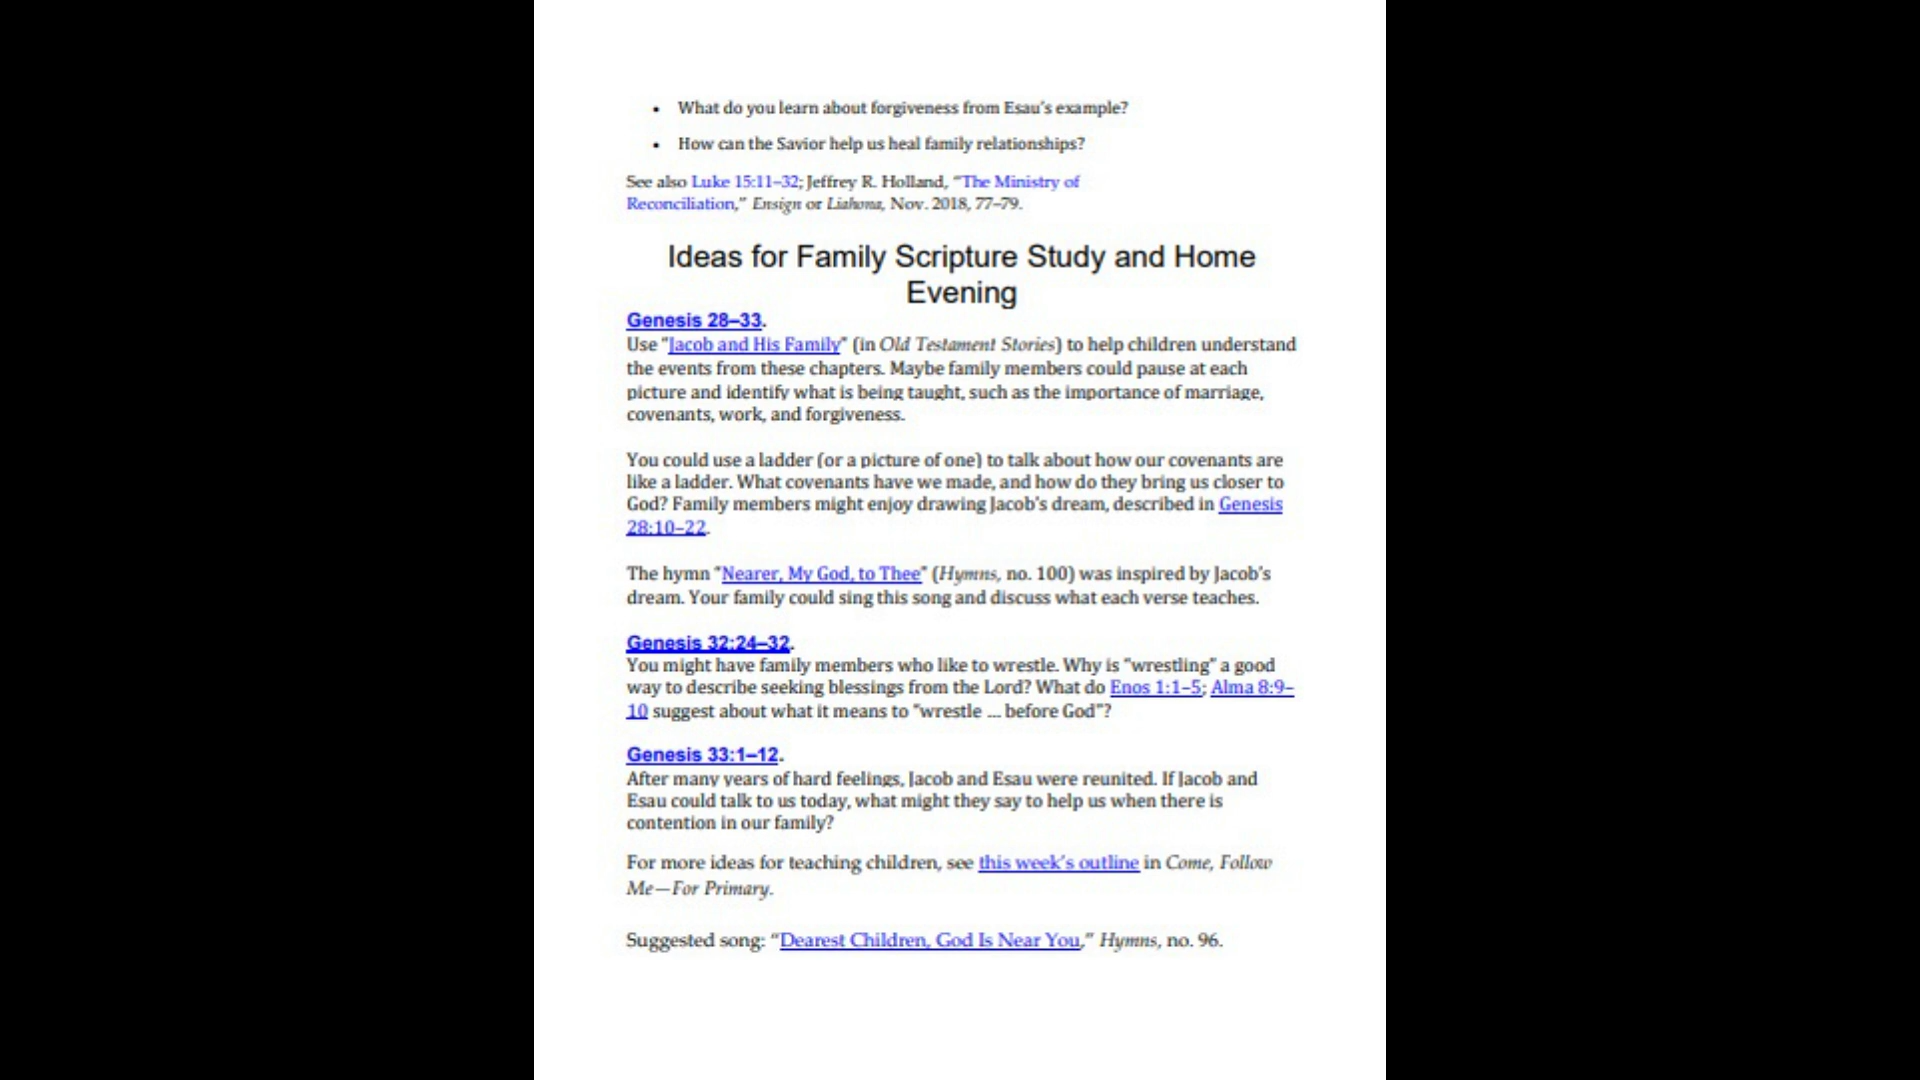 • What do you learn about forgiveness from Esau's example?
• How can the Savior help us heal family relationships?
See also Luke 15:11–32; Jeffrey R. Holland, “The Ministry of
Reconciliation,” Ensign or Liahona, Nov. 2018, 77–79.
Ideas for Family Scripture Study and Home
Evening
Genesis 28–33.
Use “Jacob and His Family” (in Old Testament Stories) to help children understand
the events from these chapters. Maybe family members could pause at each
picture and identify what is being taught, such as the importance of marriage,
covenants, work, and forgiveness.
You could use a ladder (or a picture of one) to talk about how our covenants are
like a ladder. What covenants have we made, and how do they bring us closer to
God? Family members might enjoy drawing Jacob's dream, described in Genesis
28:10–22.
The hymn “Nearer, My God, to Thee” (Hymns, no. 100) was inspired by Jacob's
dream. Your family could sing this song and discuss what each verse teaches.
Genesis 32:24–32.
You might have family members who like to wrestle. Why is “wrestling” a good
way to describe seeking blessings from the Lord? What do Enos 1:1–5; Alma 8:9–
10 suggest about what it means to “wrestle ... before God”?
Genesis 33:1–12.
After many years of hard feelings, Jacob and Esau were reunited. If Jacob and
Esau could talk to us today, what might they say to help us when there is
contention in our family?
For more ideas for teaching children, see this week's outline in Come, Follow
Me—For Primary.
Suggested song: “Dearest Children, God Is Near You,” Hymns, no. 96.